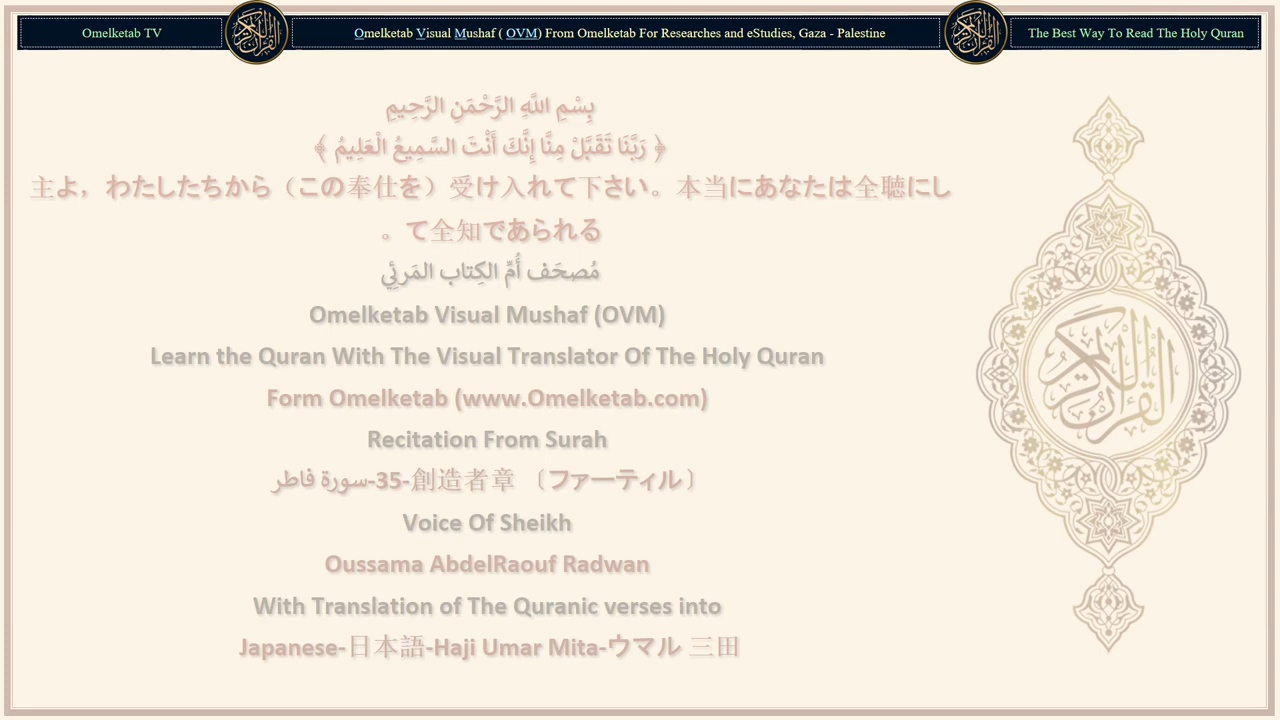 Omelketab TV
Omelketab Visual Mushaf ( OVM) From Omelketab For Researches and eStudies, Gaza - Palestine
The Best Way To Read The Holy Quran
بِسْمِ اللَّهِ الرَّحْمَنِ الرَّحِيمِ
﴿ رَبَّنَا تَقَبَّلْ مِنَّا إِنَّكَ أَنْتَ السَّمِيعُ الْعَلِيمُ ﴾
主よ，わたしたちから（この奉仕を）受け入れて下さい。本当にあなたは全聴にし
て全知であられる。
مُصحَف أُمِّ الكِتاب المَرئِي
Omelketab Visual Mushaf (OVM)
Learn the Quran With The Visual Translator Of The Holy Quran
Form Omelketab (www.Omelketab.com)
Recitation From Surah
سورة فاطر-35-創造者章 〔ファーティル〕
Voice Of Sheikh
Oussama AbdelRaouf Radwan
With Translation of The Quranic verses into
Japanese-日本語-Haji Umar Mita-ウマル 三田
القرآن الكريم